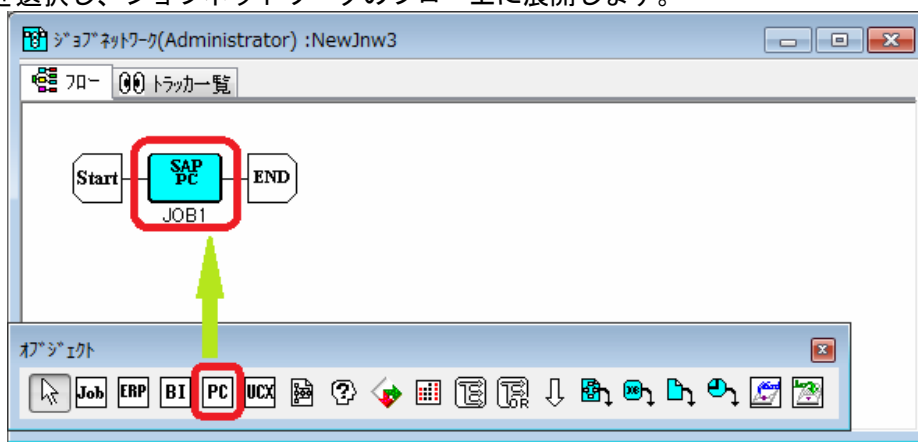 選択し、ジョブネットワークのフロー上に展開します。
ｼﾞｮﾌﾞﾈｯﾄﾜｰｸ(Administrator) :NewJnw3
ﾌﾛｰ ﾄﾗｯｶ一覧
Start SAP PC END
JOB1
ｵﾌﾞｼﾞｪｸﾄ
Job ERP BI PC UCX OR